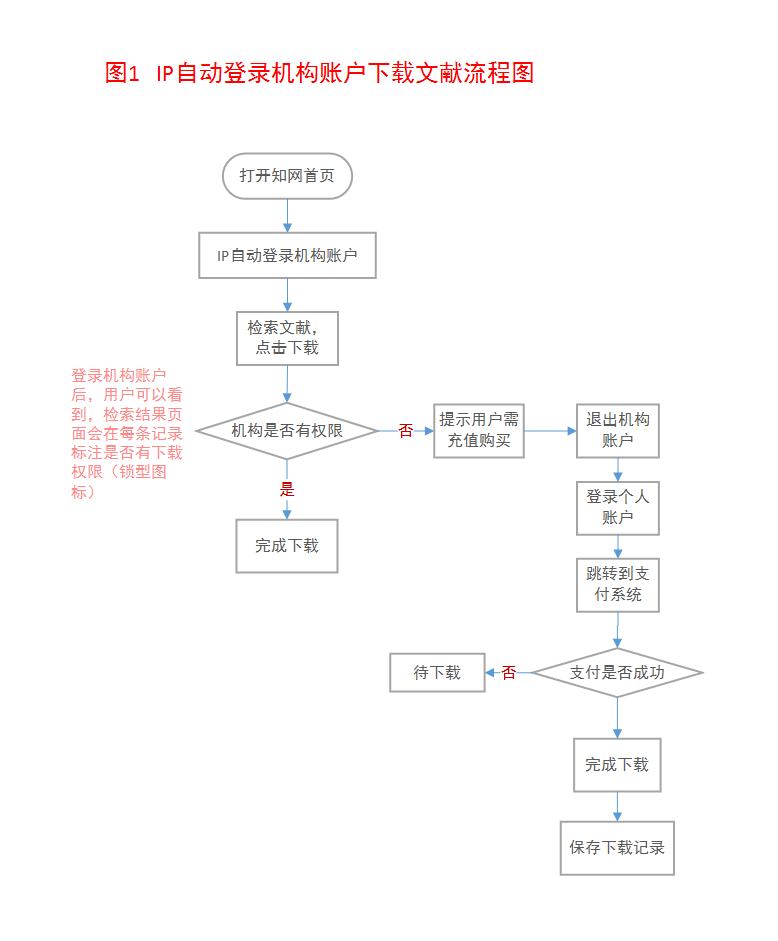 图1 IP自动登录机构账户下载文献流程图
打开知网首页
IP自动登录机构账户
检索文献，
点击下载
登录机构账户
后，用户可以看
到，检索结果页
面会在每条记录
标注是否有下载
权限（锁型图
标）
机构是否有权限
否
提示用户需
充值购买
退出机构
账户
是
登录个人
账户
完成下载
跳转到支
付系统
待下载
否
支付是否成功
完成下载
保存下载记录